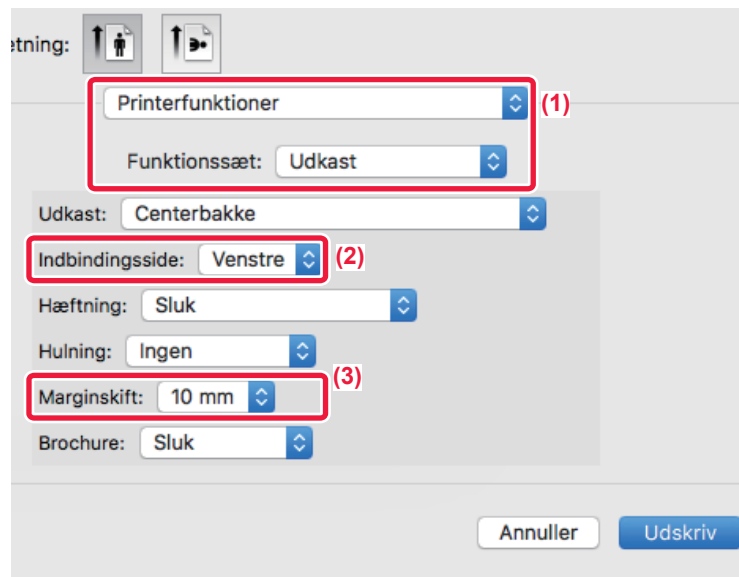 etning:
Printerfunktioner (1)
Funktionssæt: Udkast
Udkast: Centerbakke
Indbindingsside: Venstre (2)
Hæftning: Sluk
Hulning: Ingen
(3)
Marginskift: 10 mm
Brochure: Sluk
Annuller Udskriv